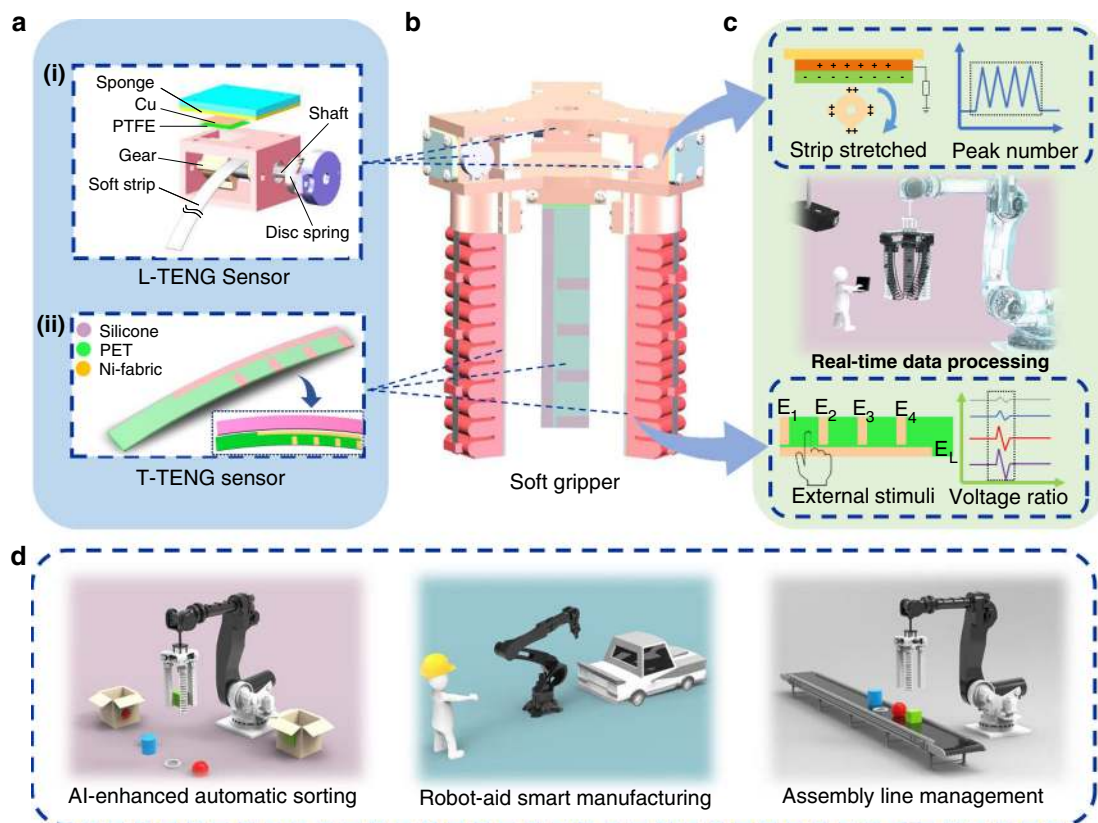 a
b
c
(i)
Sponge
Cu
PTFE
Gear
Soft strip
Shaft
Disc spring
L-TENG Sensor
(ii)
Silicone
PET
Ni-fabric
T-TENG sensor
Soft gripper
+ + + + + +
- - - - - -
++
++
++
++
Strip stretched
Peak number
Real-time data processing
E1 E2 E3 E4
EL
External stimuli
Voltage ratio
d
AI-enhanced automatic sorting
Robot-aid smart manufacturing
Assembly line management